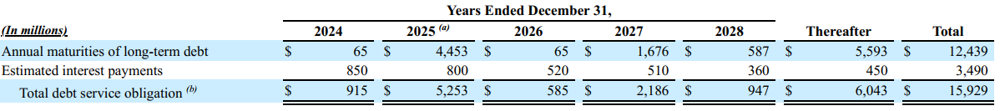 Years Ended December 31,
(In millions) 2024 2025 (a) 2026 2027 2028 Thereafter Total
Annual maturities of long-term debt $ 65 $ 4,453 $ 65 $ 1,676 $ 587 $ 5,593 $ 12,439
Estimated interest payments 850 800 520 510 360 450 3,490
Total debt service obligation (b) $ 915 $ 5,253 $ 585 $ 2,186 $ 947 $ 6,043 $ 15,929